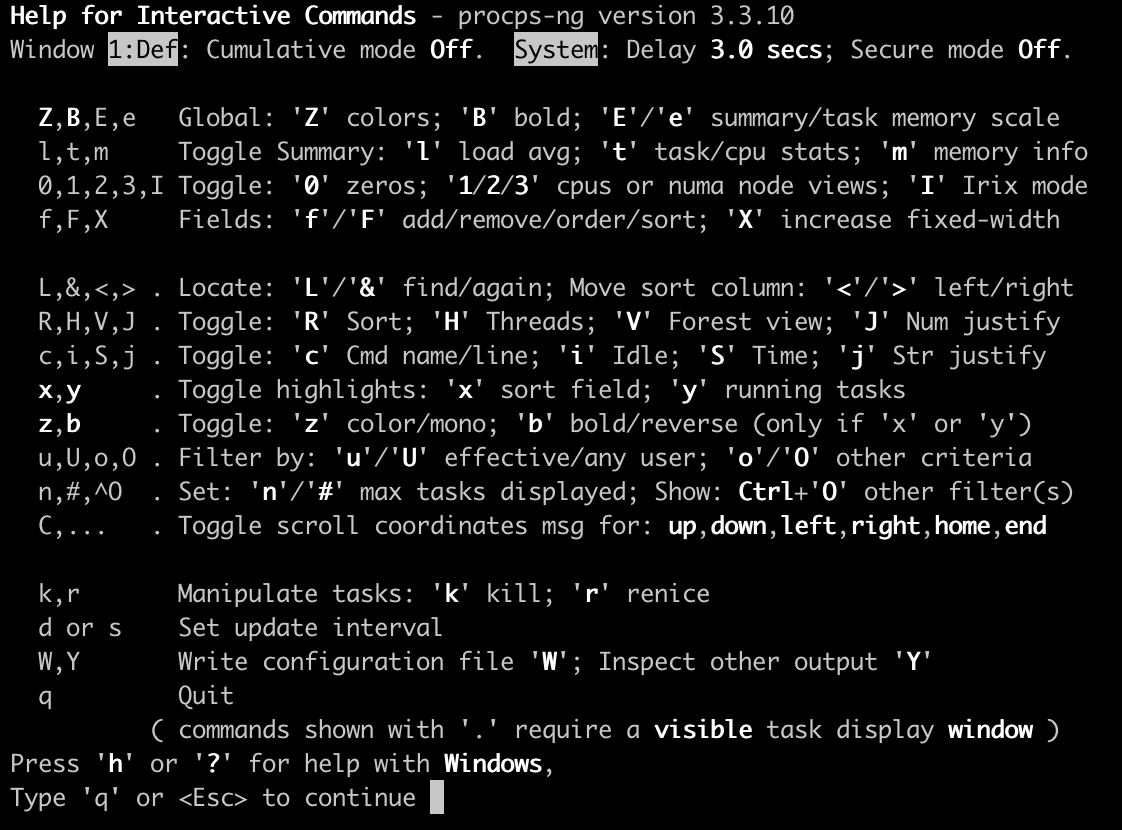 Help for Interactive Commands - procps-ng version 3.3.10
Window 1:Def: Cumulative mode Off.  System: Delay 3.0 secs; Secure mode Off.

  Z,B,E,e   Global: 'Z' colors; 'B' bold; 'E'/'e' summary/task memory scale
  l,t,m     Toggle Summary: 'l' load avg; 't' task/cpu stats; 'm' memory info
  0,1,2,3,I Toggle: '0' zeros; '1/2/3' cpus or numa node views; 'I' Irix mode
  f,F,X     Fields: 'f'/'F' add/remove/order/sort; 'X' increase fixed-width

  L,&,<,> . Locate: 'L'/'&' find/again; Move sort column: '<'/'>' left/right
  R,H,V,J . Toggle: 'R' Sort; 'H' Threads; 'V' Forest view; 'J' Num justify
  c,i,S,j . Toggle: 'c' Cmd name/line; 'i' Idle; 'S' Time; 'j' Str justify
  x,y     . Toggle highlights: 'x' sort field; 'y' running tasks
  z,b     . Toggle: 'z' color/mono; 'b' bold/reverse (only if 'x' or 'y')
  u,U,o,O . Filter by: 'u'/'U' effective/any user; 'o'/'O' other criteria
  n,#,^O  . Set: 'n'/'#' max tasks displayed; Show: Ctrl+'O' other filter(s)
  C,...   . Toggle scroll coordinates msg for: up,down,left,right,home,end

  k,r       Manipulate tasks: 'k' kill; 'r' renice
  d or s    Set update interval
  W,Y       Write configuration file 'W'; Inspect other output 'Y'
  q         Quit
          ( commands shown with '.' require a visible task display window )
Press 'h' or '?' for help with Windows,
Type 'q' or <Esc> to continue